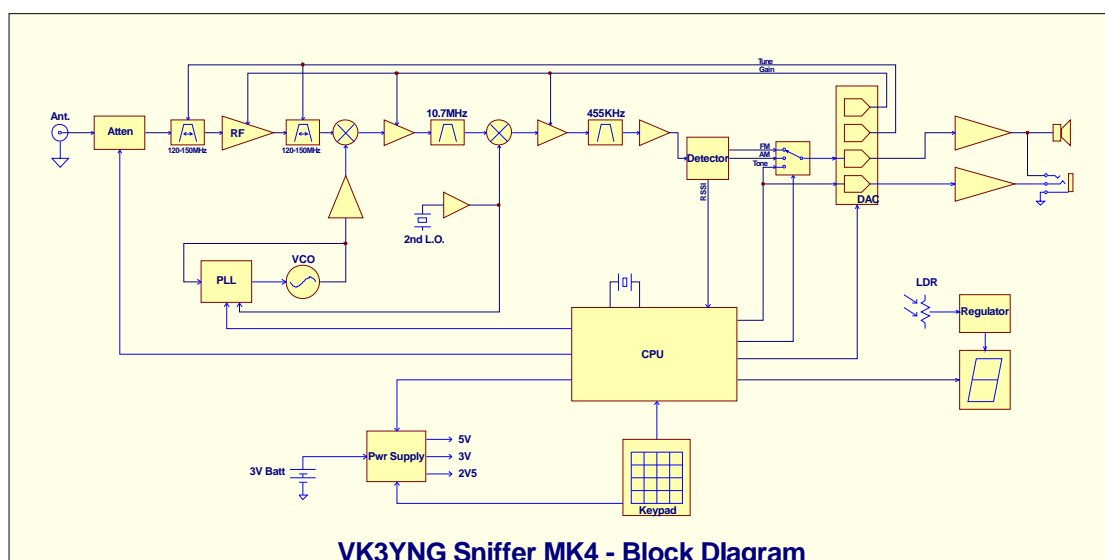 Tune
Gain
Ant.
Atten
120-150MHz
RF
120-150MHz
10.7MHz
455KHz
Detector
FM
AM
Tone
RSSI
DAC
2nd L.O.
VCO
PLL
CPU
LDR
Regulator
3V Batt
Pwr Supply
5V
3V
2V5
Keypad
VK3YNG Sniffer MK4 - Block DIagram